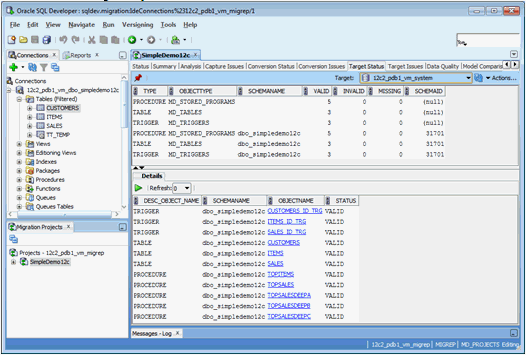 Oracle SQL Developer : sqldev.migration:IdeConnections%2312c2_pdb1_vm_migrep/1
File Edit View Navigate Run Versioning Tools Help
Connections × Reports ×
Connections
12c2_pdb1_vm_dbo_simpledemo12c
Tables (Filtered)
CUSTOMERS
ITEMS
SALES
TT_TEMP
Views
Editioning Views
Indexes
Packages
Procedures
Functions
Queues
Queues Tables
Migration Projects ×
Projects - 12c2_pdb1_vm_migrep
SimpleDemo12c
SimpleDemo12c ×
Status Summary Analysis Capture Issues Conversion Status Conversion Issues Target Status Target Issues Data Quality Model Comparis
Target: 12c2_pdb1_vm_system Actions...
TYPE OBJECTTYPE SCHEMANAME VALID INVALID MISSING SCHEMAID
PROCEDURE MD_STORED_PROGRAMS 5 0 0 (null)
TABLE MD_TABLES 3 0 0 (null)
TRIGGER MD_TRIGGERS 3 0 0 (null)
PROCEDURE MD_STORED_PROGRAMS dbo_simpledemo12c 5 0 0 31701
TABLE MD_TABLES dbo_simpledemo12c 3 0 0 31701
TRIGGER MD_TRIGGERS dbo_simpledemo12c 3 0 0 31701
Details
Refresh: 0
DESC_OBJECT_NAME SCHEMANAME OBJECTNAME STATUS
TRIGGER dbo_simpledemo12c CUSTOMERS_ID_TRG VALID
TRIGGER dbo_simpledemo12c ITEMS_ID_TRG VALID
TRIGGER dbo_simpledemo12c SALES_ID_TRG VALID
TABLE dbo_simpledemo12c CUSTOMERS VALID
TABLE dbo_simpledemo12c ITEMS VALID
TABLE dbo_simpledemo12c SALES VALID
PROCEDURE dbo_simpledemo12c TOPITEMS VALID
PROCEDURE dbo_simpledemo12c TOPSALES VALID
PROCEDURE dbo_simpledemo12c TOPSALESDEEPA VALID
PROCEDURE dbo_simpledemo12c TOPSALESDEEPB VALID
PROCEDURE dbo_simpledemo12c TOPSALESDEEPC VALID
Messages - Log ×
12c2_pdb1_vm_migrep | MIGREP | MD_PROJECTS Editing